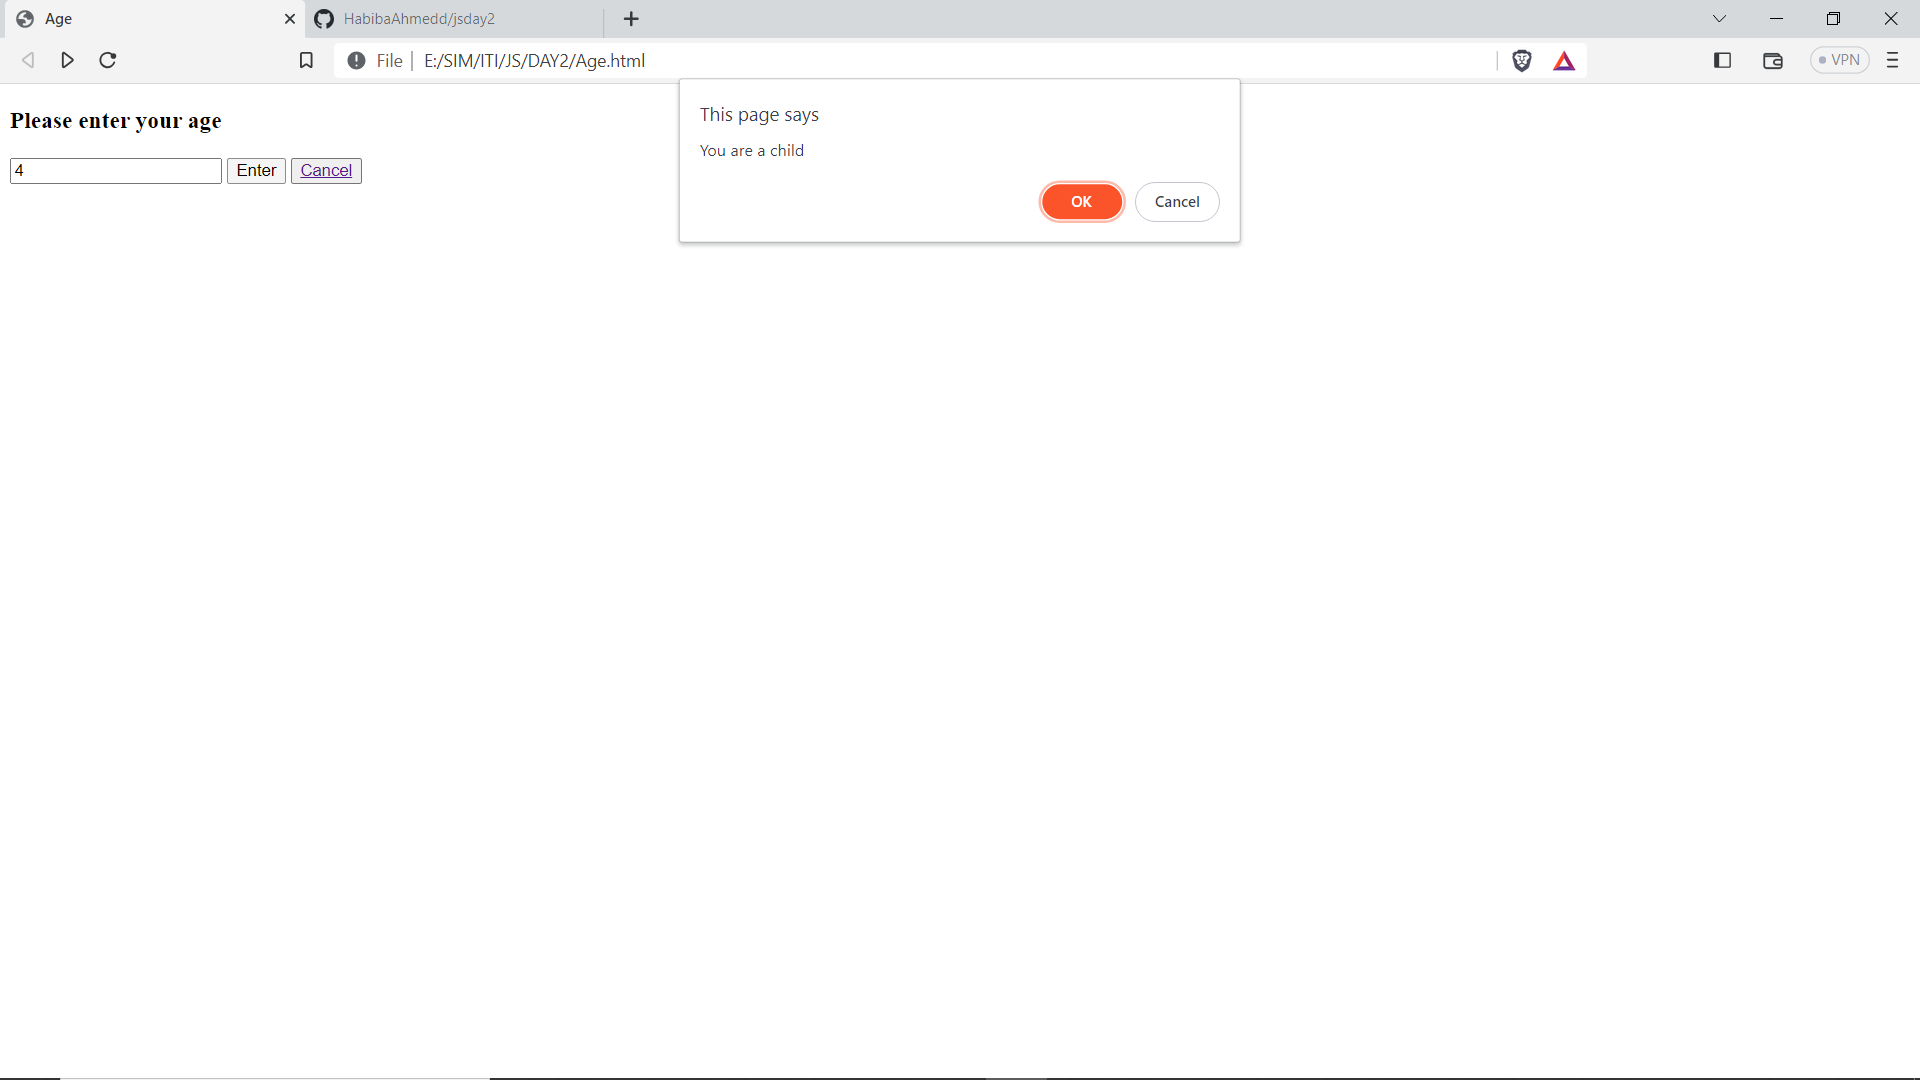 Age
HabibaAhmedd/jsday2
File
E:/SIM/ITI/JS/DAY2/Age.html
VPN
This page says
You are a child
OK
Cancel
Please enter your age
4
Enter
Cancel